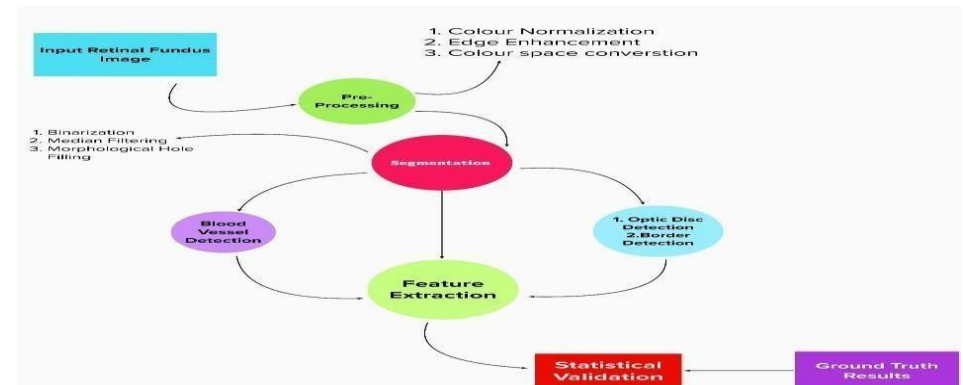 Input Retinal Fundus
Image
1. Colour Normalization
2. Edge Enhancement
3. Colour space converstion
Pre-
Processing
1. Binarization
2. Median Filtering
3. Morphological Hole
Filling
Segmentation
Blood
Vessel
Detection
1. Optic Disc
Detection
2.Border
Detection
Feature
Extraction
Statistical
Validation
Ground Truth
Results